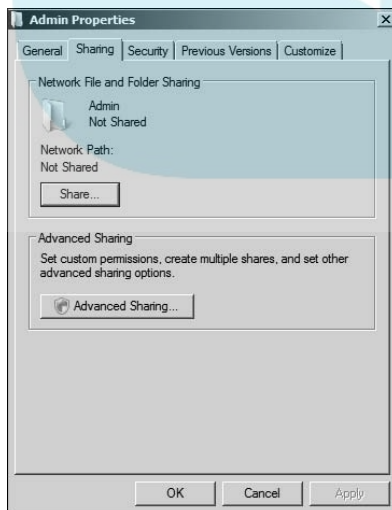 Admin Properties
General Sharing Security Previous Versions Customize
Network File and Folder Sharing
Admin
Not Shared
Network Path:
Not Shared
Share...
Advanced Sharing
Set custom permissions, create multiple shares, and set other
advanced sharing options.
Advanced Sharing...
OK Cancel Apply